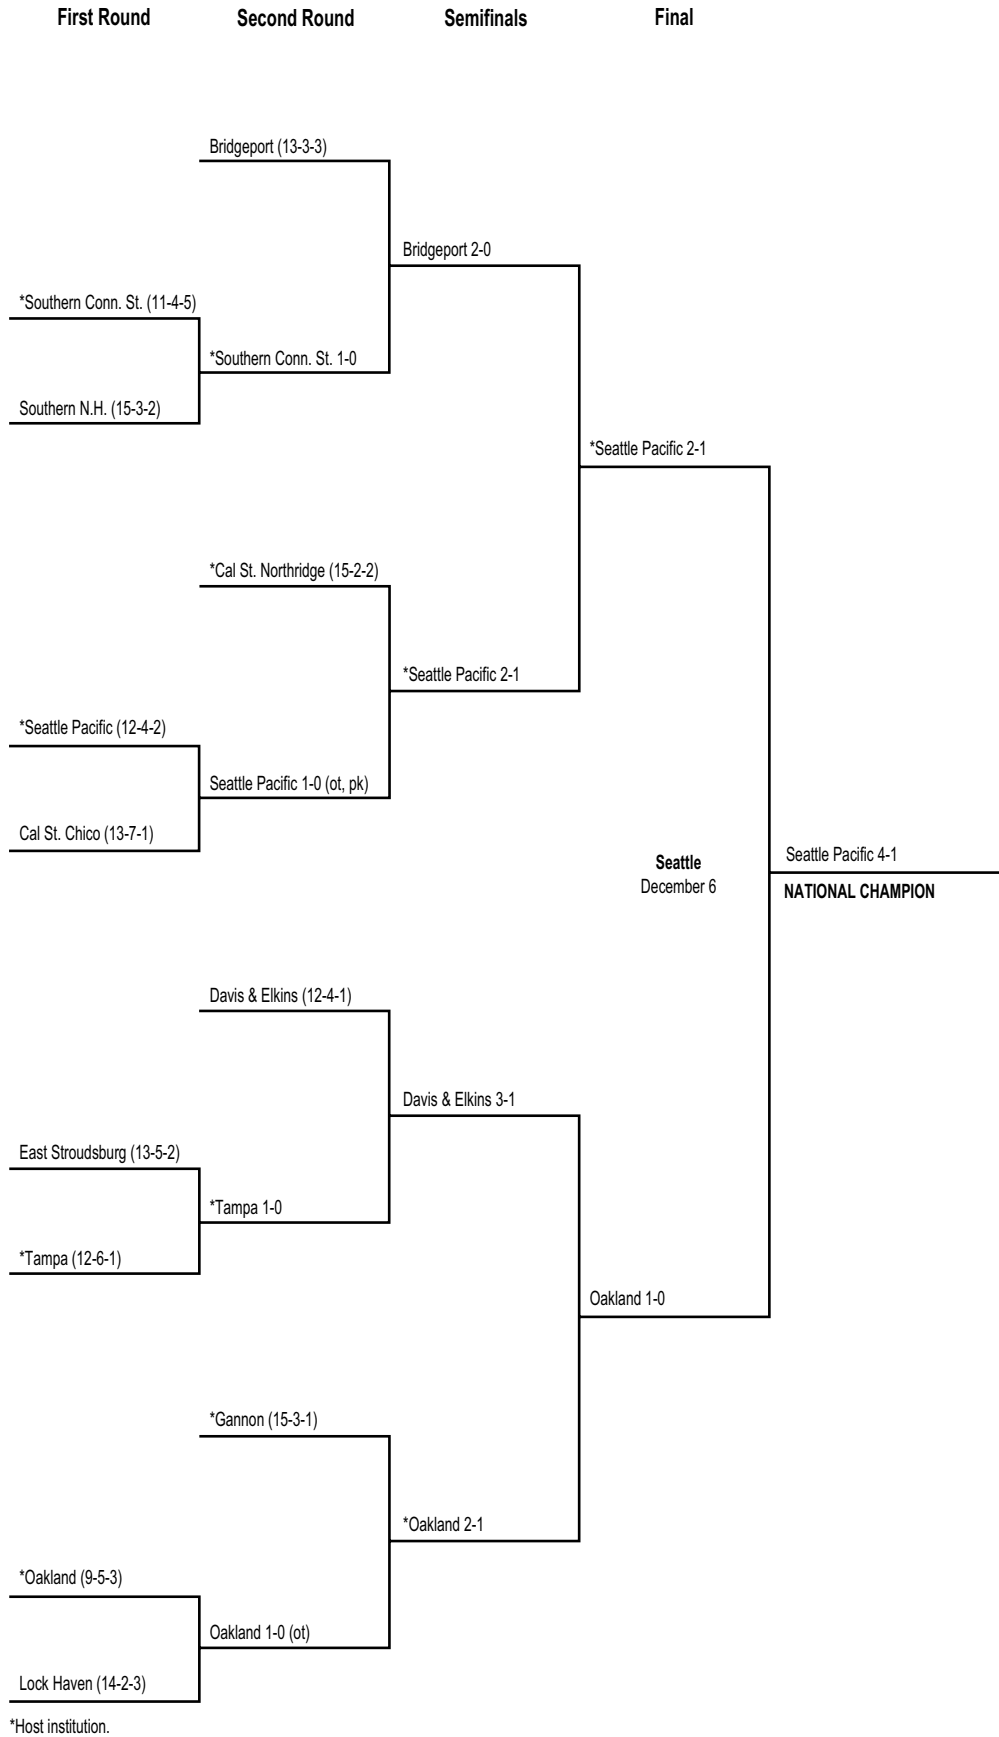 First Round Second Round Semifinals Final
Bridgeport (13-3-3)
Bridgeport 2-0
*Southern Conn. St. (11-4-5)
*Southern Conn. St. 1-0
Southern N.H. (15-3-2)
*Seattle Pacific 2-1
*Cal St. Northridge (15-2-2)
*Seattle Pacific 2-1
*Seattle Pacific (12-4-2)
Seattle Pacific 1-0 (ot, pk)
Cal St. Chico (13-7-1)
Seattle
December 6
Seattle Pacific 4-1
NATIONAL CHAMPION
Davis & Elkins (12-4-1)
Davis & Elkins 3-1
East Stroudsburg (13-5-2)
*Tampa 1-0
*Tampa (12-6-1)
Oakland 1-0
*Gannon (15-3-1)
*Oakland 2-1
*Oakland (9-5-3)
Oakland 1-0 (ot)
Lock Haven (14-2-3)
*Host institution.